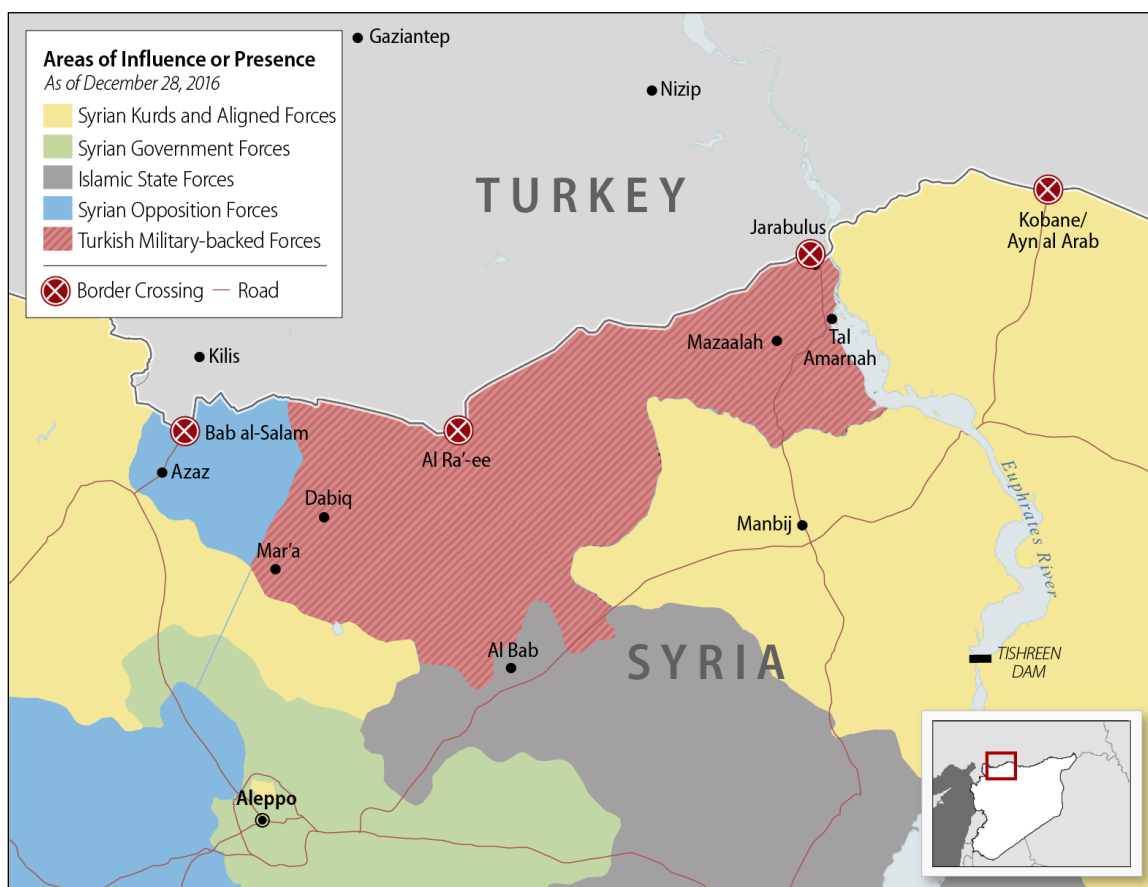 Areas of Influence or Presence
As of December 28, 2016
Syrian Kurds and Aligned Forces
Syrian Government Forces
Islamic State Forces
Syrian Opposition Forces
Turkish Military-backed Forces
Border Crossing
Road
Gaziantep
Nizip
TURKEY
Jarabulus
Kobane/
Ayn al Arab
Kilis
Mazaalah
Tal
Amarnah
Bab al-Salam
Azaz
Al Ra'-ee
Dabiq
Mar'a
Manbij
Euphrates River
Al Bab
SYRIA
TISHREEN
DAM
Aleppo